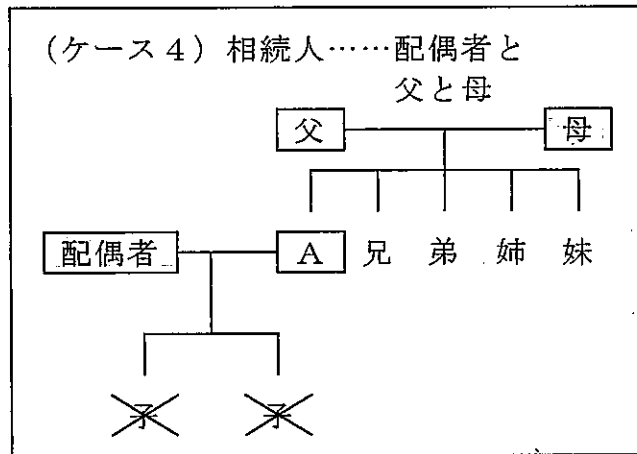 （ケース４）相続人……配偶者と
父と母
父 母
配偶者 A 兄 弟 姉 妹
子 子